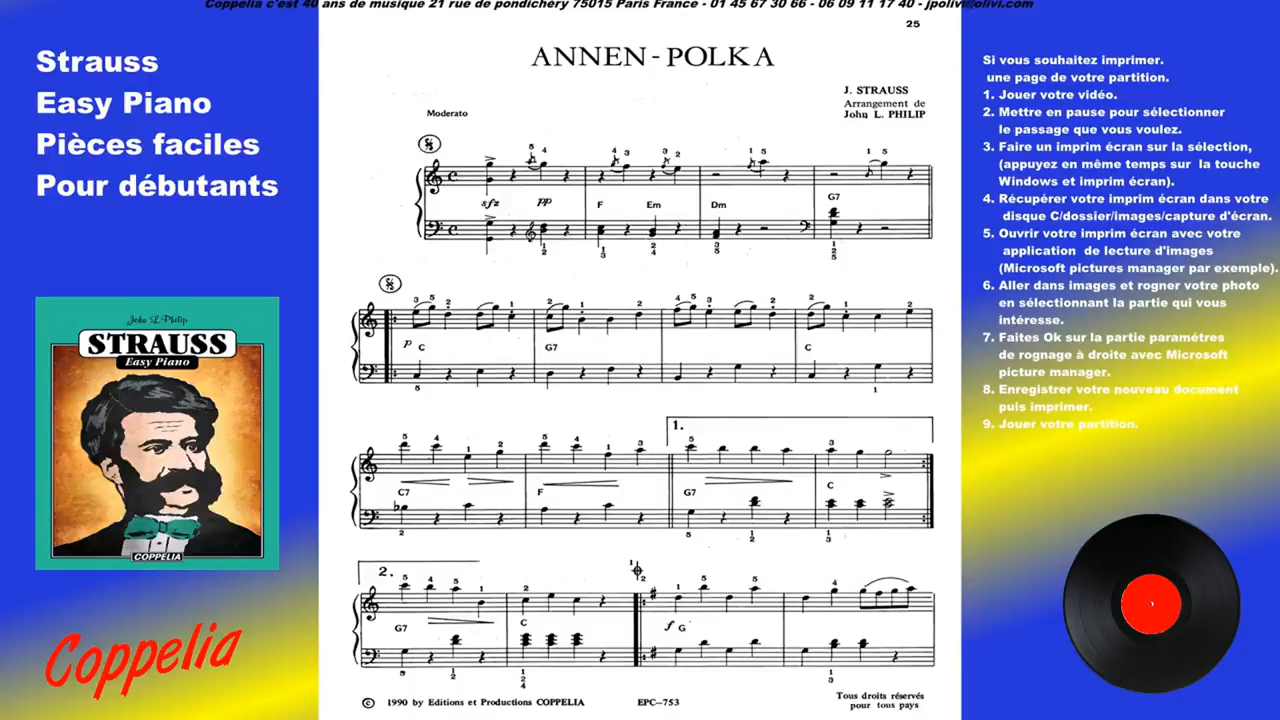 Coppelia c'est 40 ans de musique 21 rue de pondichéry 75015 Paris France - 01 45 67 30 66 - 06 09 11 17 40 - jpolivi@olivi.com
Strauss
Easy Piano
Pièces faciles
Pour débutants
John L Philip
STRAUSS
Easy Piano
COPPELIA
Coppelia
25
ANNEN - POLKA
J. STRAUSS
Arrangement de
John L. PHILIP
Moderato
sfz pp F Em Dm G7
p C G7 C
1.
C7 F G7 C
2.
G7 C f G
© 1990 by Editions et Productions COPPELIA EPC—753 Tous droits réservés
pour tous pays
Si vous souhaitez imprimer.
une page de votre partition.
1. Jouer votre vidéo.
2. Mettre en pause pour sélectionner
le passage que vous voulez.
3. Faire un imprim écran sur la sélection,
(appuyez en même temps sur la touche
Windows et imprim écran).
4. Récupérer votre imprim écran dans votre
disque C/dossier/images/capture d'écran.
5. Ouvrir votre imprim écran avec votre
application de lecture d'images
(Microsoft pictures manager par exemple).
6. Aller dans images et rogner votre photo
en sélectionnant la partie qui vous
intéresse.
7. Faites Ok sur la partie paramétres
de rognage à droite avec Microsoft
picture manager.
8. Enregistrer votre nouveau document
puis imprimer.
9. Jouer votre partition.